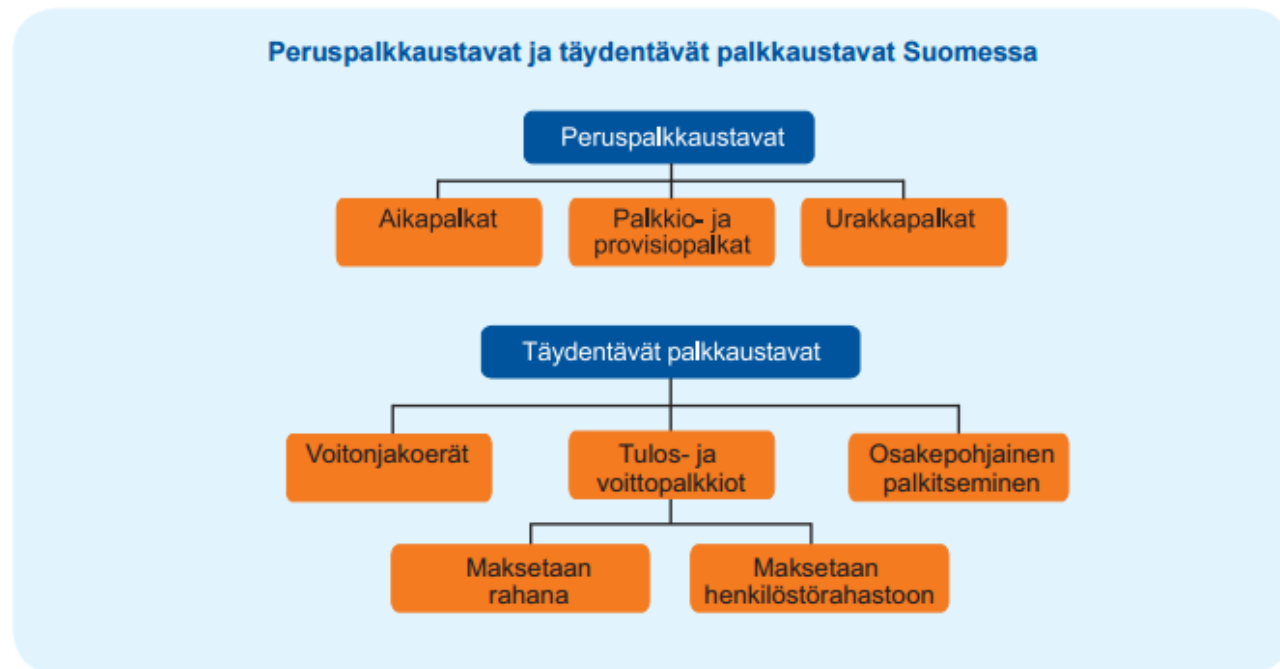 Peruspalkkaustavat ja täydentävät palkkaustavat Suomessa
Peruspalkkaustavat
Aikapalkat
Palkkio- ja
provisiopalkat
Urakkapalkat
Täydentävät palkkaustavat
Voitonjakoerät
Tulos- ja
voittopalkkiot
Osakepohjainen
palkitseminen
Maksetaan
rahana
Maksetaan
henkilöstörahastoon